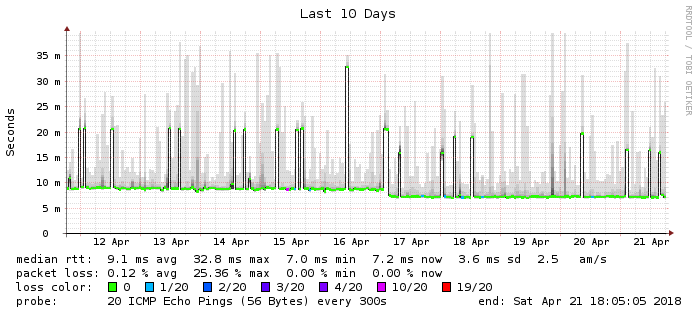 Last 10 Days
RRDTOOL / TOBI OETIKER
Seconds
35 m
30 m
25 m
20 m
15 m
10 m
5 m
0
12 Apr 13 Apr 14 Apr 15 Apr 16 Apr 17 Apr 18 Apr 19 Apr 20 Apr 21 Apr
median rtt: 9.1 ms avg 32.8 ms max 7.0 ms min 7.2 ms now 3.6 ms sd 2.5 am/s
packet loss: 0.12 % avg 25.36 % max 0.00 % min 0.00 % now
loss color: 0 1/20 2/20 3/20 4/20 10/20 19/20
probe: 20 ICMP Echo Pings (56 Bytes) every 300s end: Sat Apr 21 18:05:05 2018